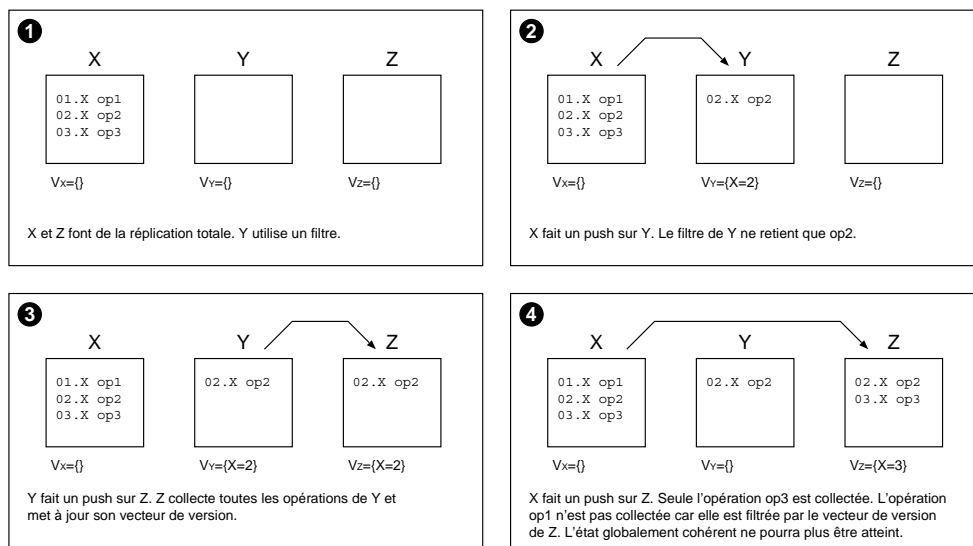 1
X Y Z
01.X op1
02.X op2
03.X op3
Vx={} VY={} Vz={}
X et Z font de la réplication totale. Y utilise un filtre.
2
X Y Z
01.X op1 02.X op2
02.X op2
03.X op3
Vx={} VY={X=2} Vz={}
X fait un push sur Y. Le filtre de Y ne retient que op2.
3
X Y Z
01.X op1 02.X op2 02.X op2
02.X op2
03.X op3
Vx={} VY={X=2} Vz={X=2}
Y fait un push sur Z. Z collecte toutes les opérations de Y et
met à jour son vecteur de version.
4
X Y Z
01.X op1 02.X op2 02.X op2
02.X op2 03.X op3
03.X op3
Vx={} VY={} Vz={X=3}
X fait un push sur Z. Seule l'opération op3 est collectée. L'opération
op1 n'est pas collectée car elle est filtrée par le vecteur de version
de Z. L'état globalement cohérent ne pourra plus être atteint.